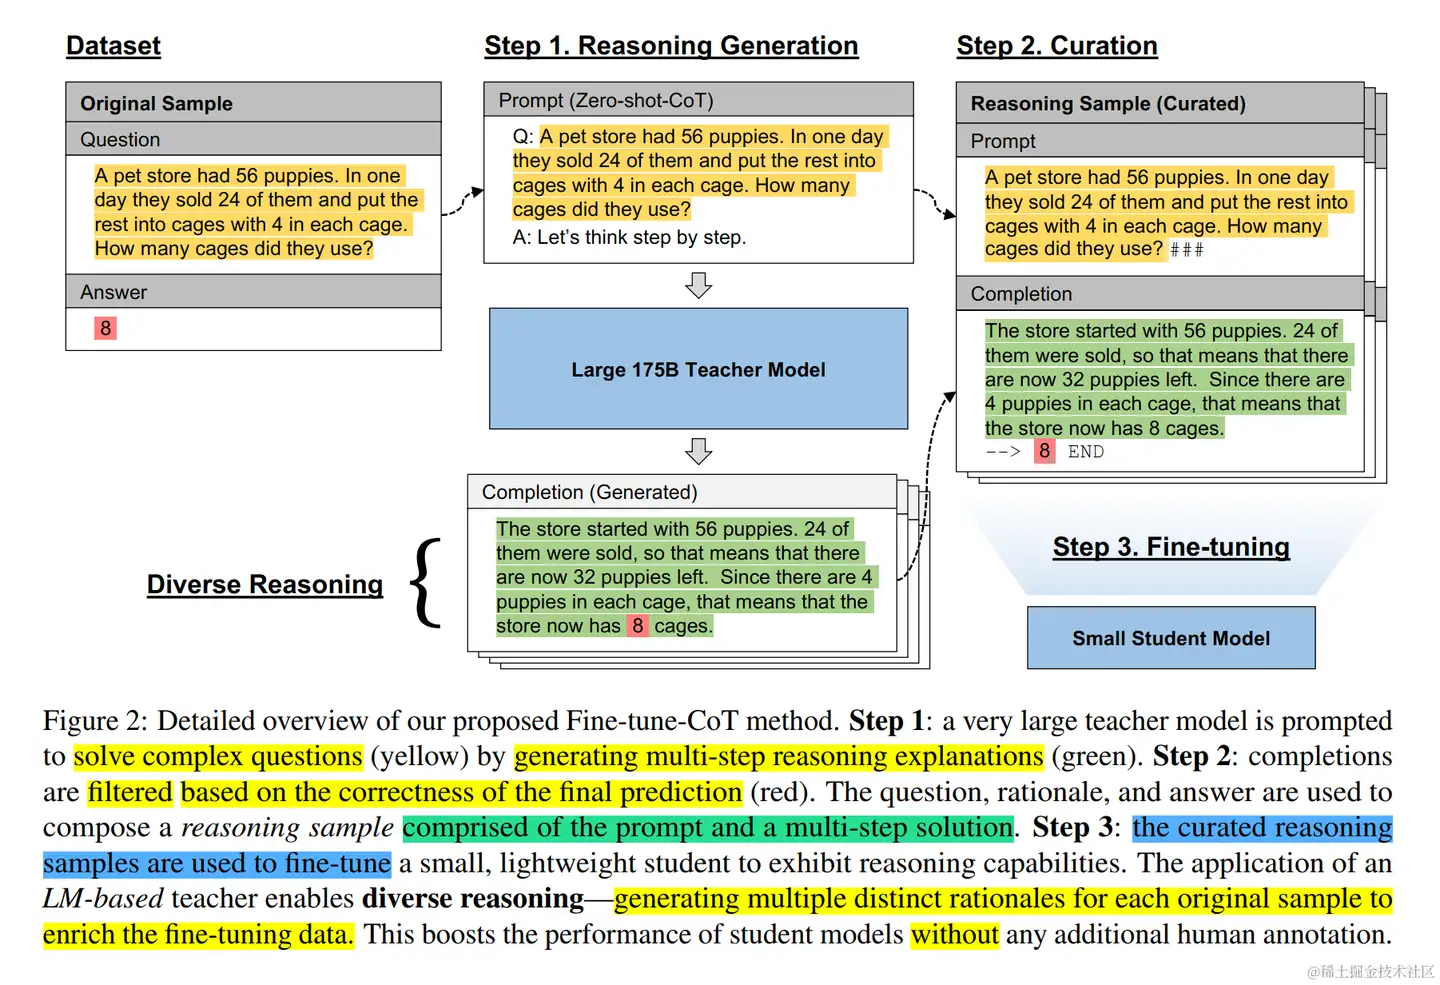 Dataset
Original Sample
Question
A pet store had 56 puppies. In one
day they sold 24 of them and put the
rest into cages with 4 in each cage.
How many cages did they use?
Answer
8
Step 1. Reasoning Generation
Prompt (Zero-shot-CoT)
Q: A pet store had 56 puppies. In one day
they sold 24 of them and put the rest into
cages with 4 in each cage. How many
cages did they use?
A: Let's think step by step.
Large 175B Teacher Model
Completion (Generated)
The store started with 56 puppies. 24 of
them were sold, so that means that there
are now 32 puppies left. Since there are 4
puppies in each cage, that means that the
store now has 8 cages.
Diverse Reasoning
Step 2. Curation
Reasoning Sample (Curated)
Prompt
A pet store had 56 puppies. In one day
they sold 24 of them and put the rest into
cages with 4 in each cage. How many
cages did they use? ###
Completion
The store started with 56 puppies. 24 of
them were sold, so that means that there
are now 32 puppies left. Since there are
4 puppies in each cage, that means that
the store now has 8 cages.
--> 8 END
Step 3. Fine-tuning
Small Student Model
Figure 2: Detailed overview of our proposed Fine-tune-CoT method. Step 1: a very large teacher model is prompted
to solve complex questions (yellow) by generating multi-step reasoning explanations (green). Step 2: completions
are filtered based on the correctness of the final prediction (red). The question, rationale, and answer are used to
compose a reasoning sample comprised of the prompt and a multi-step solution. Step 3: the curated reasoning
samples are used to fine-tune a small, lightweight student to exhibit reasoning capabilities. The application of an
LM-based teacher enables diverse reasoning—generating multiple distinct rationales for each original sample to
enrich the fine-tuning data. This boosts the performance of student models without any additional human annotation.
@稀土掘金技术社区